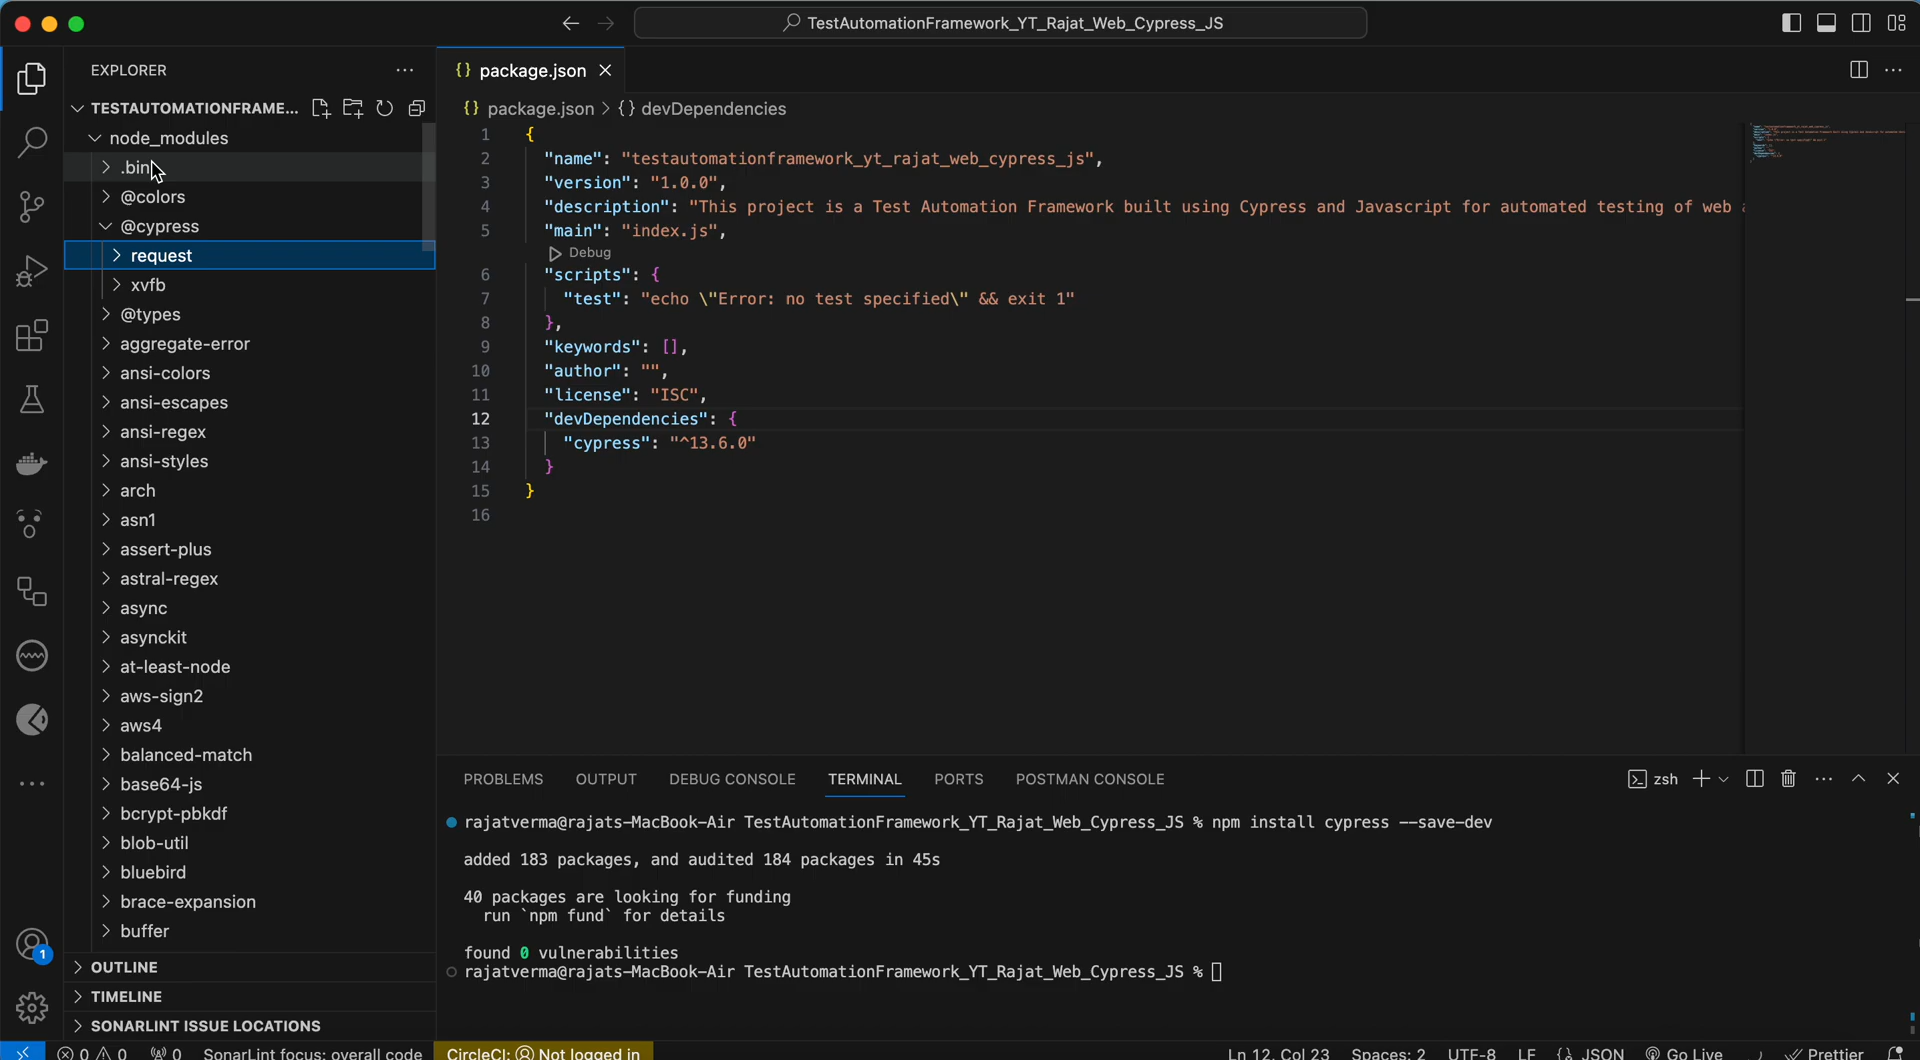 TestAutomationFramework_YT_Rajat_Web_Cypress_JS
EXPLORER
TESTAUTOMATIONFRAME...
node_modules
.bin
@colors
@cypress
request
xvfb
@types
aggregate-error
ansi-colors
ansi-escapes
ansi-regex
ansi-styles
arch
asn1
assert-plus
astral-regex
async
asynckit
at-least-node
aws-sign2
aws4
balanced-match
base64-js
bcrypt-pbkdf
blob-util
bluebird
brace-expansion
buffer
OUTLINE
TIMELINE
SONARLINT ISSUE LOCATIONS
1
{} package.json
{} package.json > {} devDependencies
1 {
2 "name": "testautomationframework_yt_rajat_web_cypress_js",
3 "version": "1.0.0",
4 "description": "This project is a Test Automation Framework built using Cypress and Javascript for automated testing of web
5 "main": "index.js",
Debug
6 "scripts": {
7 "test": "echo \"Error: no test specified\" && exit 1"
8 },
9 "keywords": [],
10 "author": "",
11 "license": "ISC",
12 "devDependencies": {
13 "cypress": "^13.6.0"
14 }
15 }
16
PROBLEMS OUTPUT DEBUG CONSOLE TERMINAL PORTS POSTMAN CONSOLE
zsh
rajatverma@rajats-MacBook-Air TestAutomationFramework_YT_Rajat_Web_Cypress_JS % npm install cypress --save-dev
added 183 packages, and audited 184 packages in 45s
40 packages are looking for funding
run `npm fund` for details
found 0 vulnerabilities
rajatverma@rajats-MacBook-Air TestAutomationFramework_YT_Rajat_Web_Cypress_JS %
0 0 0 SonarLint focus: overall code CircleCI: Not logged in Ln 12, Col 23 Spaces: 2 UTF-8 LF {} JSON Go Live Prettier